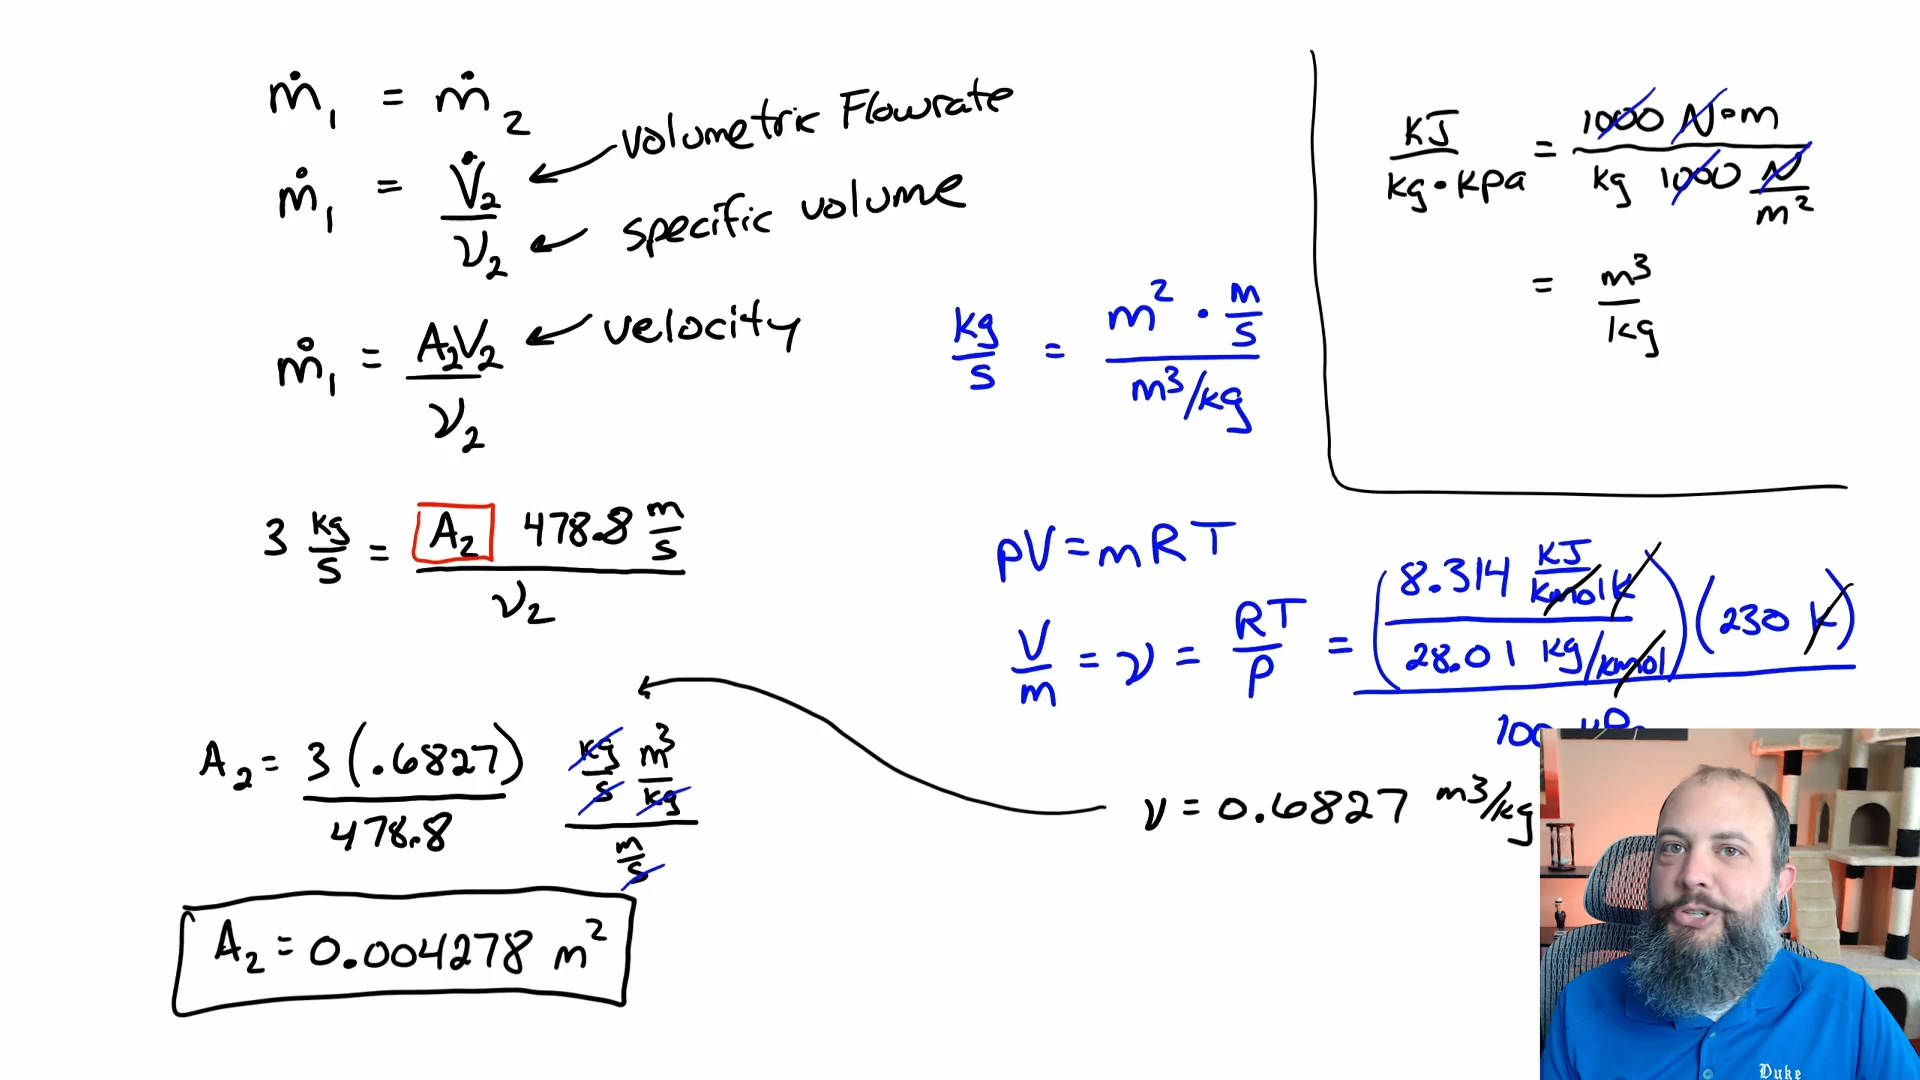 ṁ₁ = ṁ₂
volumetric Flowrate
ṁ₁ = V̇₂ / ν₂
specific volume
ṁ₁ = A₂V₂ / ν₂
velocity
3 kg/s = A₂ 478.8 m/s / ν₂
A₂ = 3(.6827) / 478.8 kg/s m³/kg / m/s
A₂ = 0.004278 m²
kg/s = m² · m/s / m³/kg
KJ / kg · kpa = 1000 N·m / kg 1000 N/m²
= m³/kg
pV = mRT
V/m = ν = RT/P = (8.314 KJ/kmol K / 28.01 kg/kmol)(230 K) / 100
ν = 0.6827 m3/kg
Duke